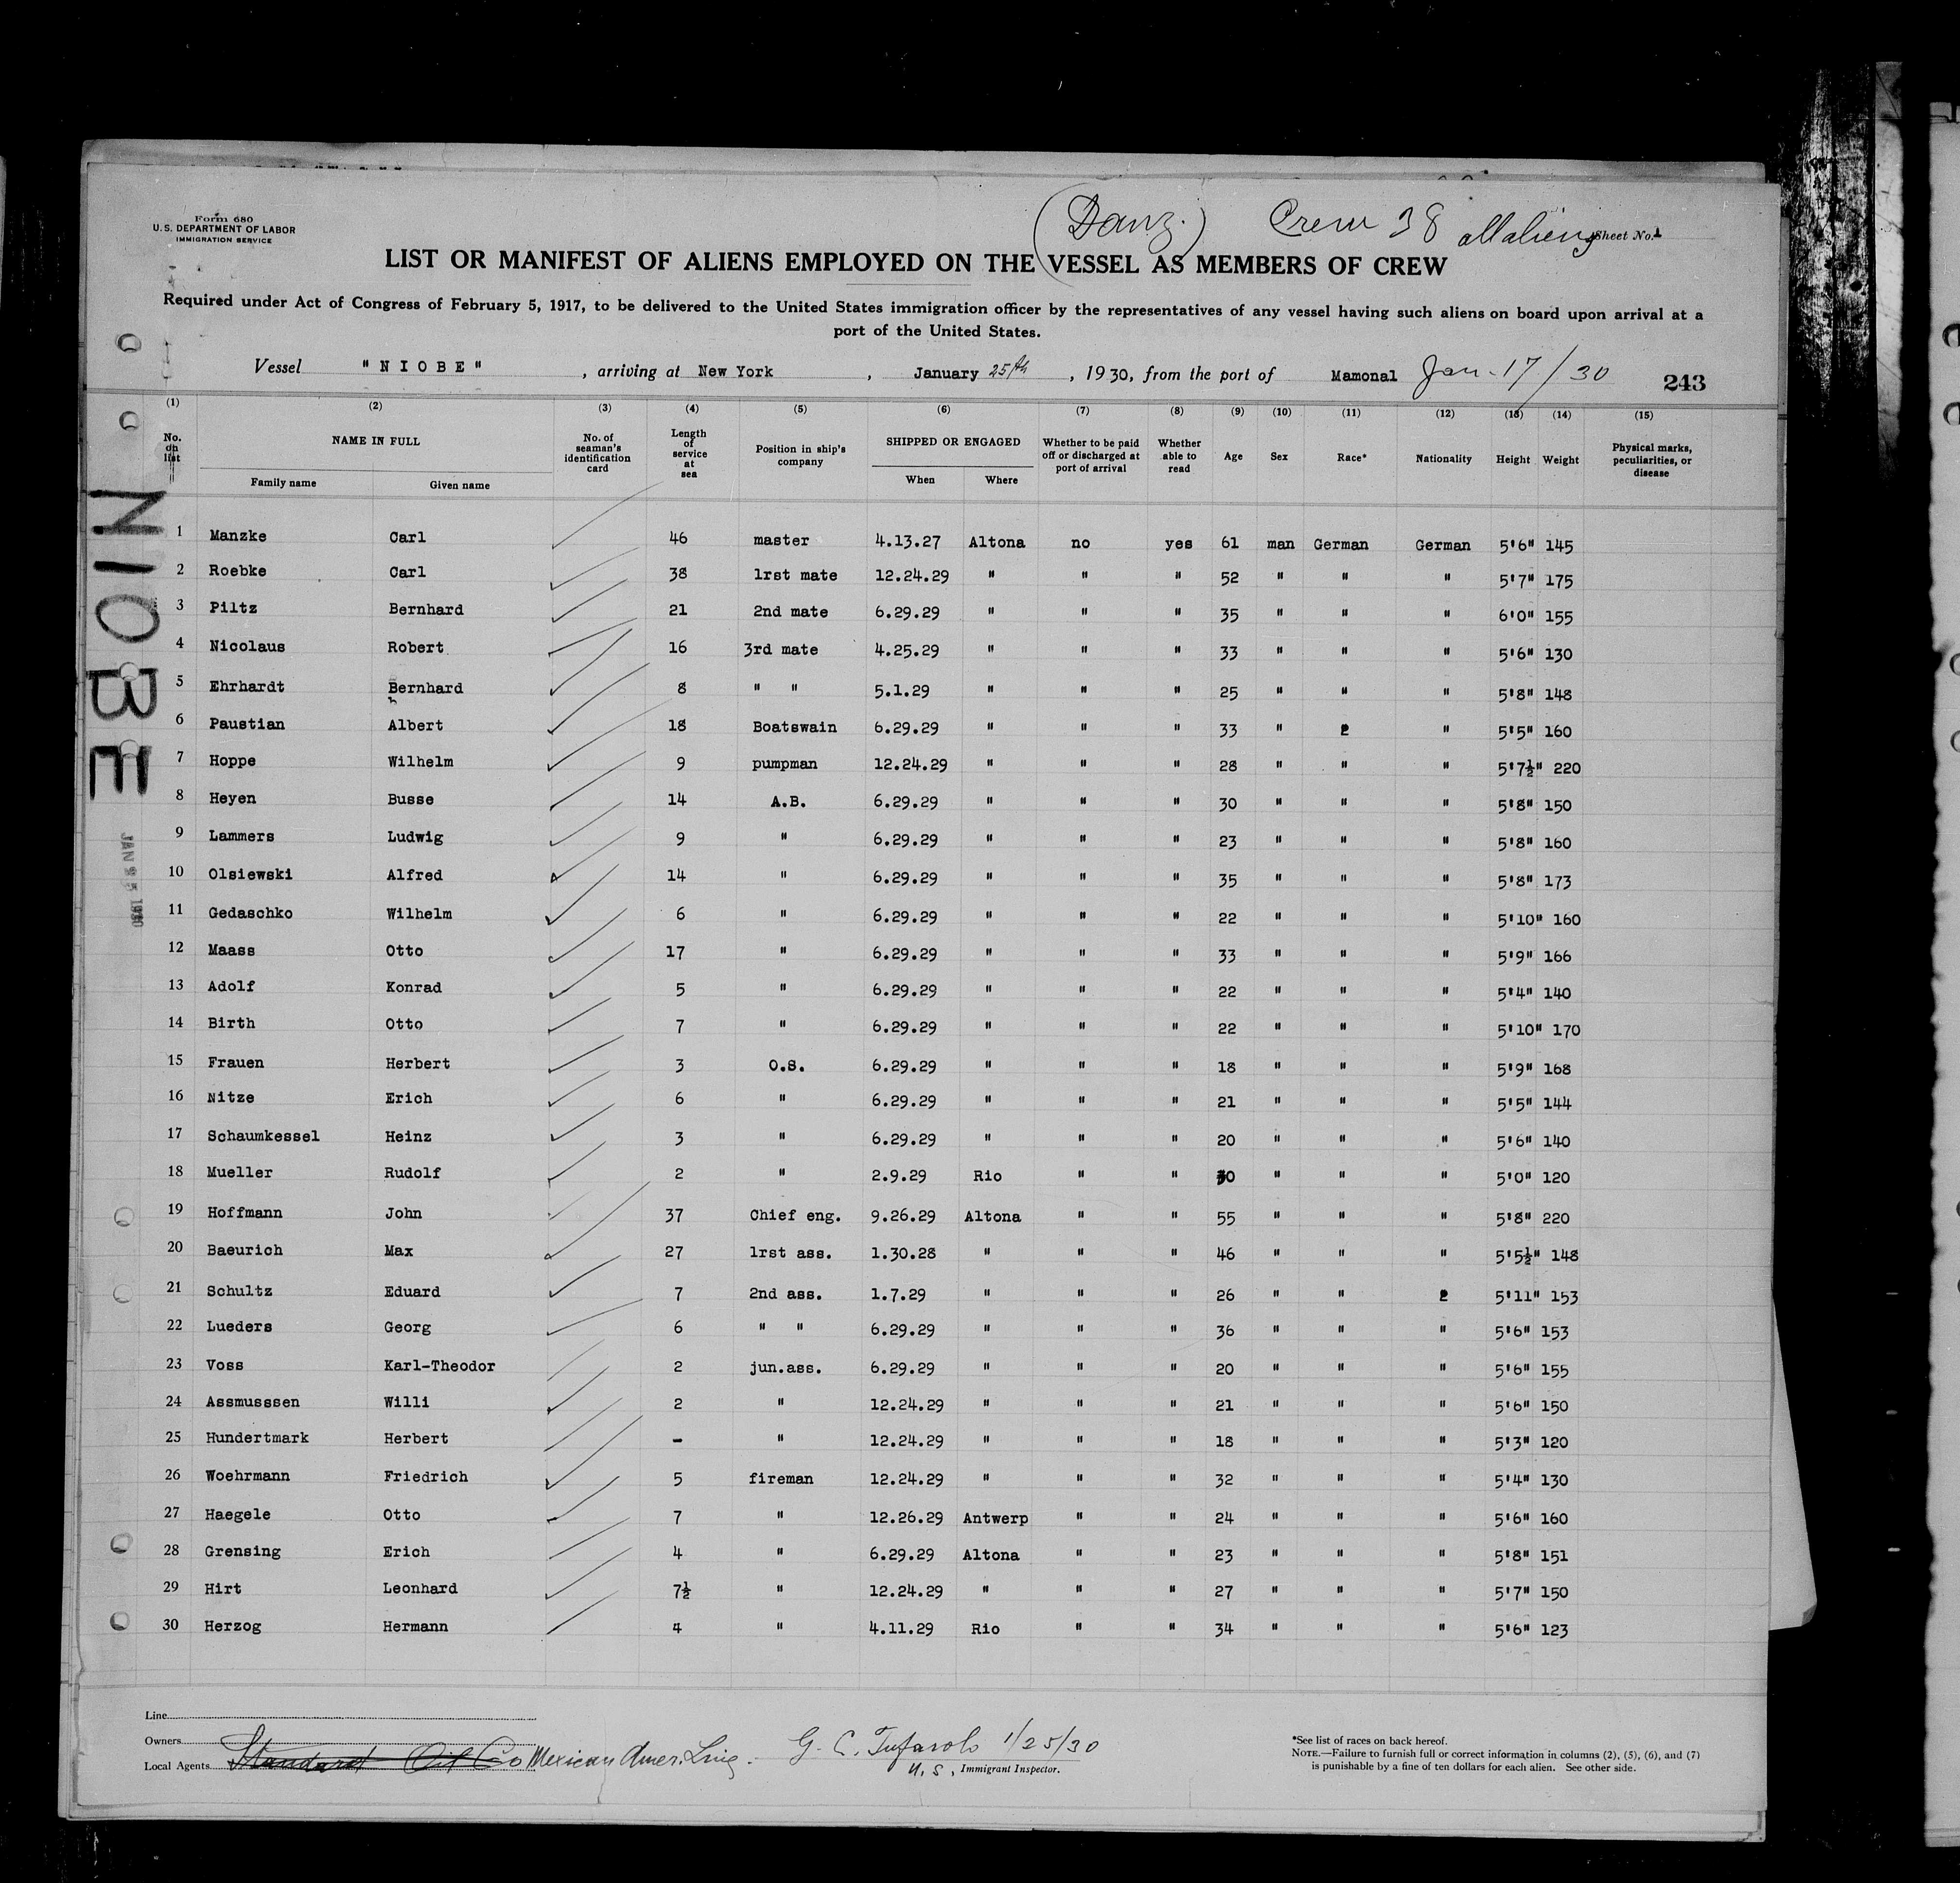 (Danz.) Crew 38 all aliens
Form 680
U.S. DEPARTMENT OF LABOR
IMMIGRATION SERVICE
Sheet No. 1
LIST OR MANIFEST OF ALIENS EMPLOYED ON THE VESSEL AS MEMBERS OF CREW
Required under Act of Congress of February 5, 1917, to be delivered to the United States immigration officer by the representatives of any vessel having such aliens on board upon arrival at a
port of the United States.
Vessel "NIOBE", arriving at New York, January 25th, 1930, from the port of Mamonal Jan-17/30 243
(1) (2) (3) (4) (5) (6) (7) (8) (9) (10) (11) (12) (13) (14) (15)
No. on list NAME IN FULL Family name Given name No. of seaman's identification card Length of service at sea Position in ship's company SHIPPED OR ENGAGED When Where Whether to be paid off or discharged at port of arrival Whether able to read Age Sex Race* Nationality Height Weight Physical marks, peculiarities, or disease
1 Manzke Carl 46 master 4.13.27 Altona no yes 61 man German German 5'6" 145
2 Roebke Carl 38 1rst mate 12.24.29 " " " 52 " " " 5'7" 175
3 Piltz Bernhard 21 2nd mate 6.29.29 " " " 35 " " " 6'0" 155
4 Nicolaus Robert 16 3rd mate 4.25.29 " " " 33 " " " 5'6" 130
5 Ehrhardt Bernhard 8 " " 5.1.29 " " " 25 " " " 5'8" 148
6 Paustian Albert 18 Boatswain 6.29.29 " " " 33 " 2 " 5'5" 160
7 Hoppe Wilhelm 9 pumpman 12.24.29 " " " 28 " " " 5'7½" 220
8 Heyen Busse 14 A.B. 6.29.29 " " " 30 " " " 5'8" 150
9 Lammers Ludwig 9 " 6.29.29 " " " 23 " " " 5'8" 160
10 Olsiewski Alfred 14 " 6.29.29 " " " 35 " " " 5'8" 173
11 Gedaschko Wilhelm 6 " 6.29.29 " " " 22 " " " 5'10" 160
12 Maass Otto 17 " 6.29.29 " " " 33 " " " 5'9" 166
13 Adolf Konrad 5 " 6.29.29 " " " 22 " " " 5'4" 140
14 Birth Otto 7 " 6.29.29 " " " 22 " " " 5'10" 170
15 Frauen Herbert 3 O.S. 6.29.29 " " " 18 " " " 5'9" 168
16 Nitze Erich 6 " 6.29.29 " " " 21 " " " 5'5" 144
17 Schaumkessel Heinz 3 " 6.29.29 " " " 20 " " " 5'6" 140
18 Mueller Rudolf 2 " 2.9.29 Rio " " 30 " " " 5'0" 120
19 Hoffmann John 37 Chief eng. 9.26.29 Altona " " 55 " " " 5'8" 220
20 Baeurich Max 27 1rst ass. 1.30.28 " " " 46 " " " 5'5½" 148
21 Schultz Eduard 7 2nd ass. 1.7.29 " " " 26 " " 2 5'11" 153
22 Lueders Georg 6 " " 6.29.29 " " " 36 " " " 5'6" 153
23 Voss Karl-Theodor 2 jun.ass. 6.29.29 " " " 20 " " " 5'6" 155
24 Assmusssen Willi 2 " 12.24.29 " " " 21 " " " 5'6" 150
25 Hundertmark Herbert - " 12.24.29 " " " 18 " " " 5'3" 120
26 Woehrmann Friedrich 5 fireman 12.24.29 " " " 32 " " " 5'4" 130
27 Haegele Otto 7 " 12.26.29 Antwerp " " 24 " " " 5'6" 160
28 Grensing Erich 4 " 6.29.29 Altona " " 23 " " " 5'8" 151
29 Hirt Leonhard 7½ " 12.24.29 " " " 27 " " " 5'7" 150
30 Herzog Hermann 4 " 4.11.29 Rio " " 34 " " " 5'6" 123
NIOBE
JAN 25 1930
Line
Owners
Local Agents Standard Oil Co Mexican Amer. Line.
G. C. Tufarolo 1/25/30
U.S. Immigrant Inspector.
*See list of races on back hereof.
NOTE.—Failure to furnish full or correct information in columns (2), (5), (6), and (7)
is punishable by a fine of ten dollars for each alien. See other side.